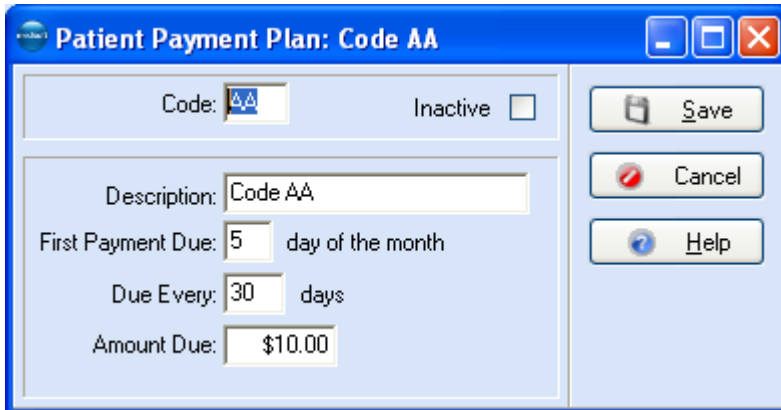 Patient Payment Plan: Code AA
Code: AA Inactive
Save
Cancel
Help
Description: Code AA
First Payment Due: 5 day of the month
Due Every: 30 days
Amount Due: $10.00